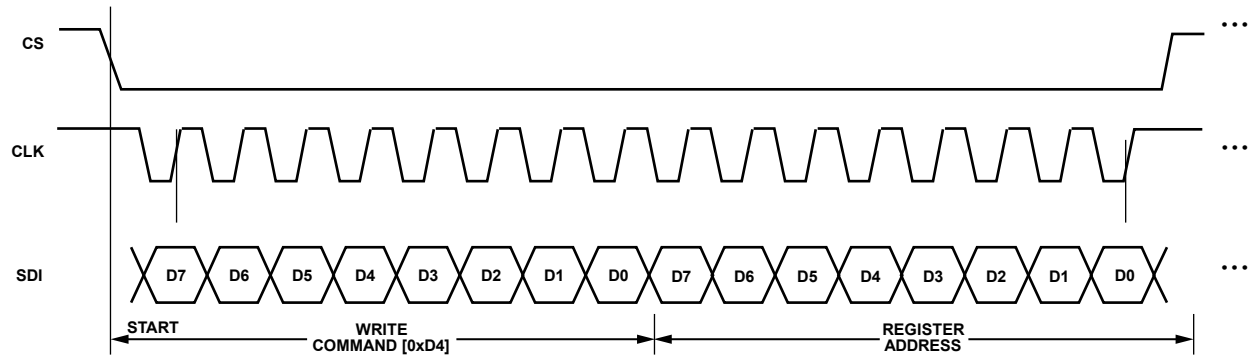 CS
...
CLK
...
SDI
D7 D6 D5 D4 D3 D2 D1 D0 D7 D6 D5 D4 D3 D2 D1 D0
...
START
WRITE
COMMAND [0xD4]
REGISTER
ADDRESS